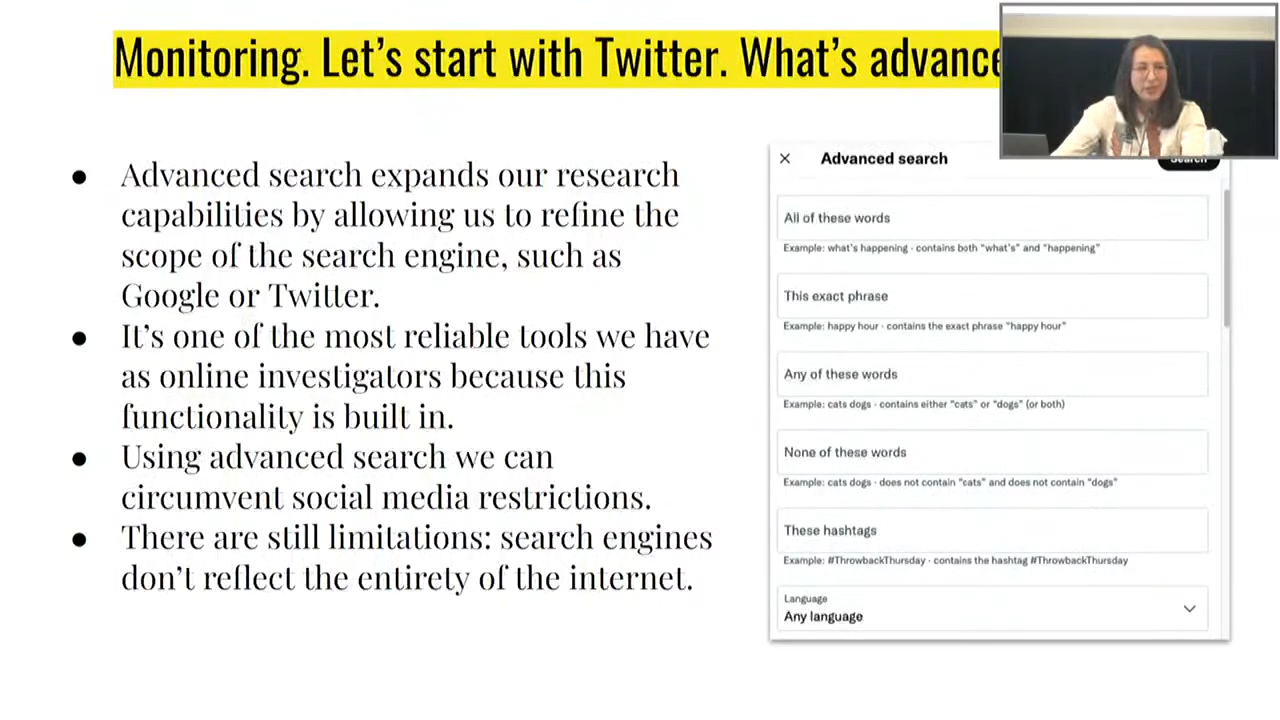 Monitoring. Let's start with Twitter. What's advance
● Advanced search expands our research
capabilities by allowing us to refine the
scope of the search engine, such as
Google or Twitter.
● It's one of the most reliable tools we have
as online investigators because this
functionality is built in.
● Using advanced search we can
circumvent social media restrictions.
● There are still limitations: search engines
don't reflect the entirety of the internet.
× Advanced search
Search
All of these words
Example: what's happening · contains both "what's" and "happening"
This exact phrase
Example: happy hour · contains the exact phrase "happy hour"
Any of these words
Example: cats dogs · contains either "cats" or "dogs" (or both)
None of these words
Example: cats dogs · does not contain "cats" and does not contain "dogs"
These hashtags
Example: #ThrowbackThursday · contains the hashtag #ThrowbackThursday
Language
Any language